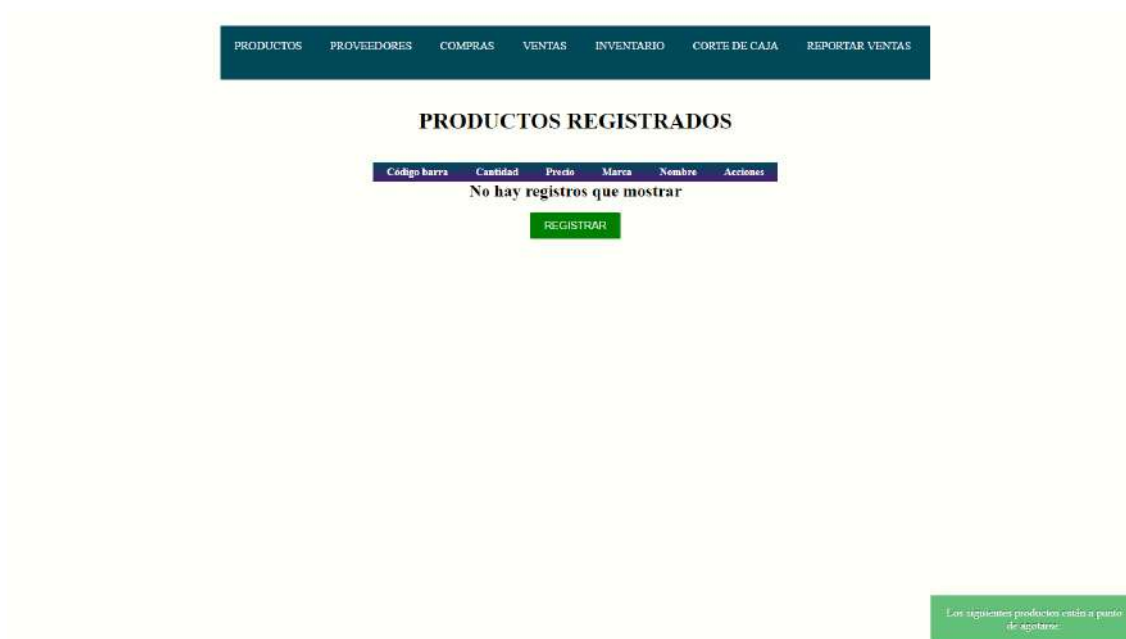 PRODUCTOS PROVEEDORES COMPRAS VENTAS INVENTARIO CORTE DE CAJA REPORTAR VENTAS
PRODUCTOS REGISTRADOS
Código barra Cantidad Precio Marca Nombre Acciones
No hay registros que mostrar
REGISTRAR
Los siguientes productos están a punto
de agotarse: